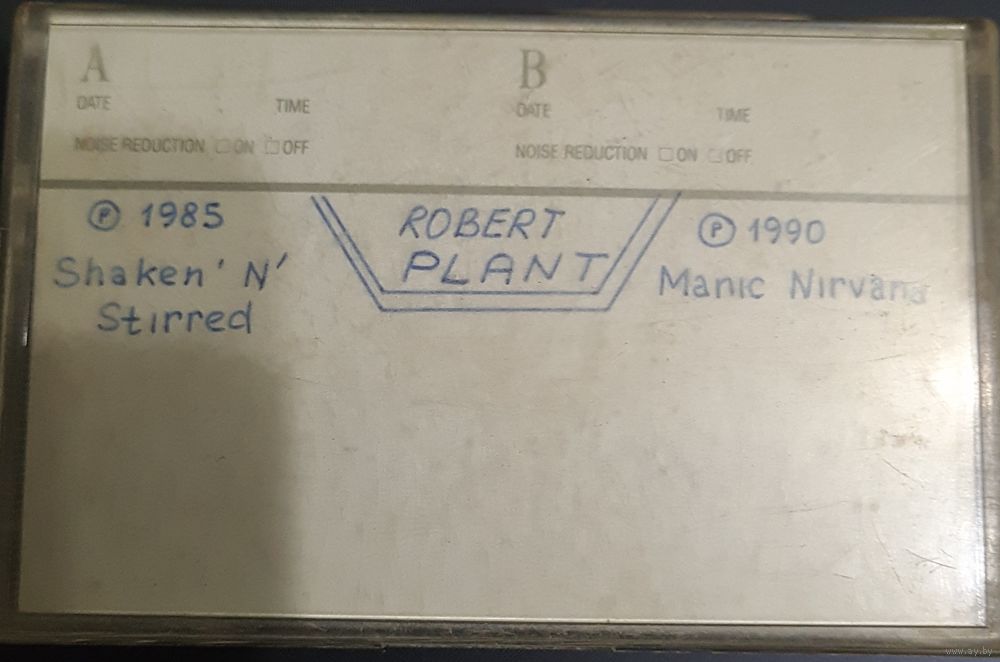 A B
DATE TIME DATE TIME
NOISE REDUCTION □ ON □ OFF NOISE REDUCTION □ ON □ OFF
Ⓟ 1985 ROBERT Ⓟ 1990
Shaken' N' PLANT Manic Nirvana
Stirred
www.ay.by